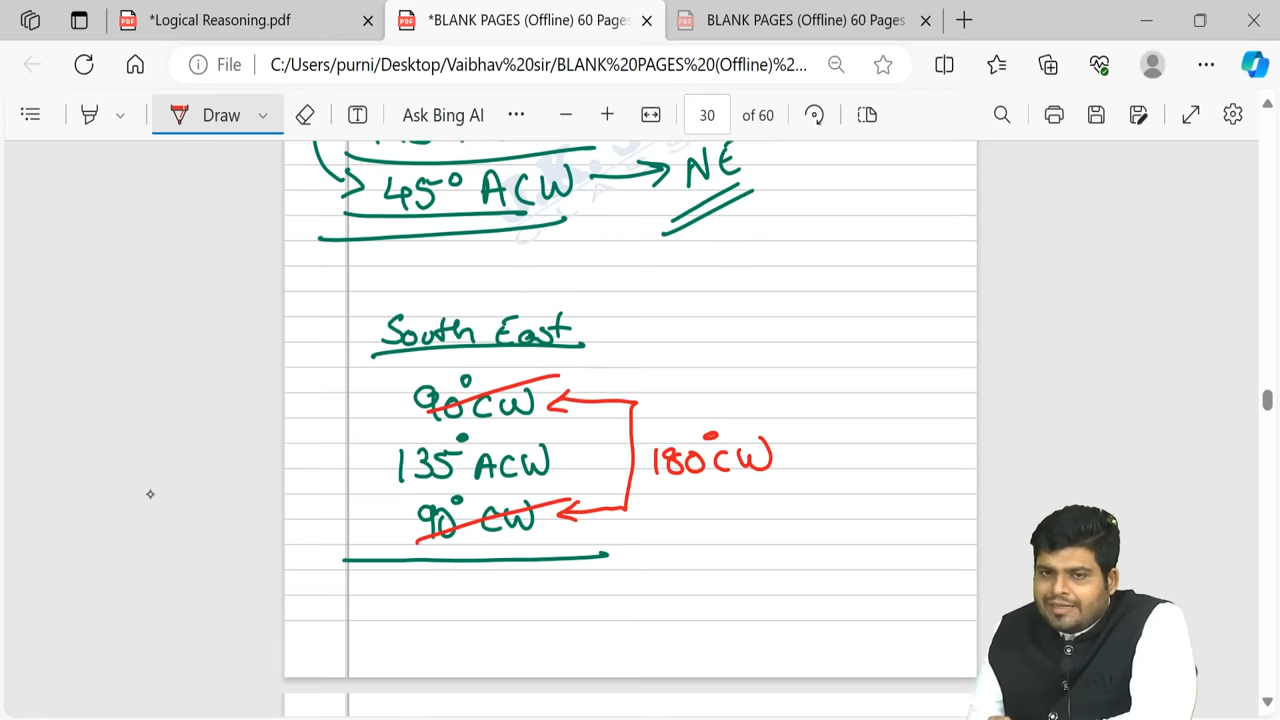 *Logical Reasoning.pdf
*BLANK PAGES (Offline) 60 Pages
BLANK PAGES (Offline) 60 Pages
File
C:/Users/purni/Desktop/Vaibhav%20sir/BLANK%20PAGES%20(Offline)%2...
Draw
Ask Bing AI
30 of 60
45° ACW → NE
South East
90° CW
135° ACW
180° CW
90° CW